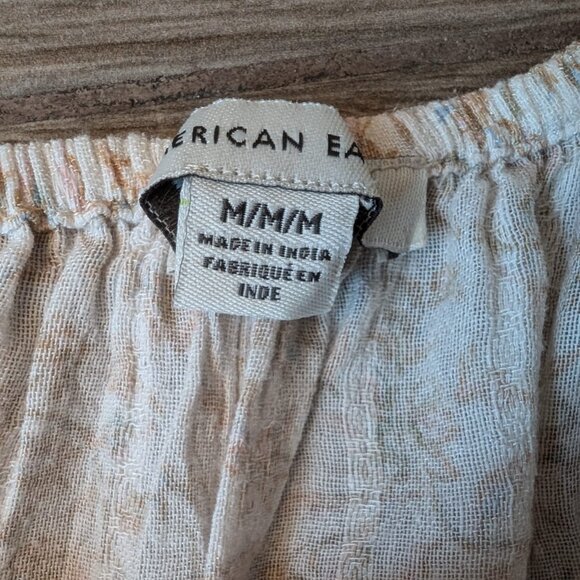 ERICAN EA
M/M/M
MADE IN INDIA
FABRIQUÉ EN
INDE